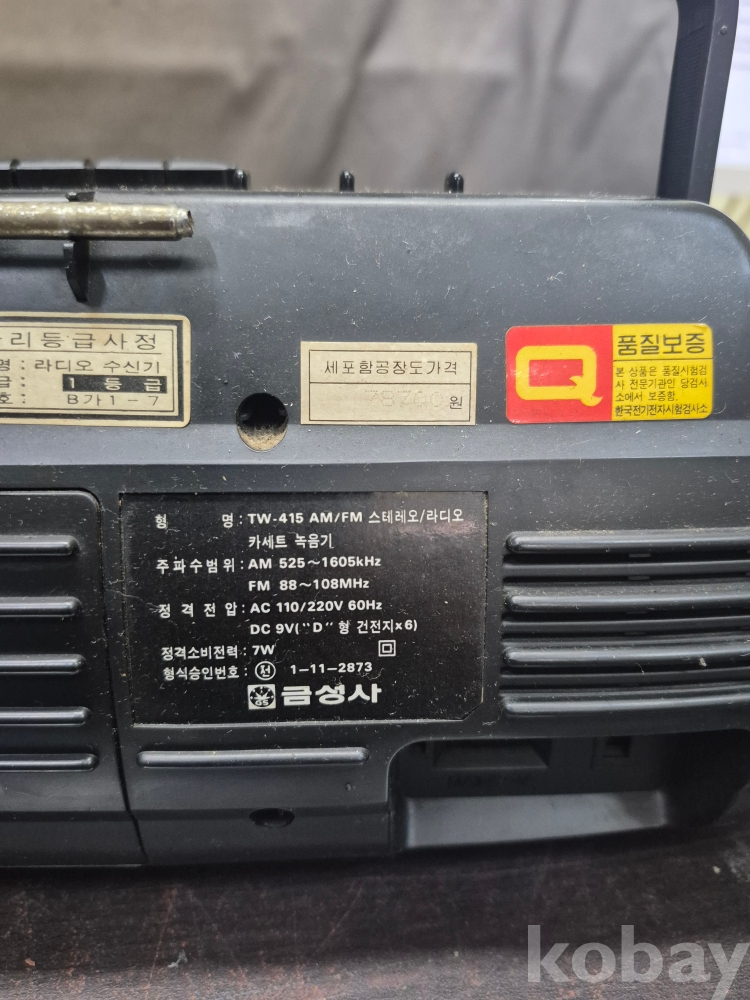 리등급사정
명 : 라디오 수신기
급 : 1 등 급
호 : B가1-7
세포함공장도가격
78700 원
Q
품질보증
본 상품은 품질시험검
사 전문기관인 당검사
소에서 보증함.
한국전기전자시험검사소
형 명 : TW-415 AM/FM 스테레오/라디오
카세트 녹음기
주파수범위 : AM 525~1605kHz
FM 88~108MHz
정격전압 : AC 110/220V 60Hz
DC 9V("D" 형 건전지x6)
정격소비전력 : 7W
형식승인번호 : 전 1-11-2873
GS 금성사
kobay